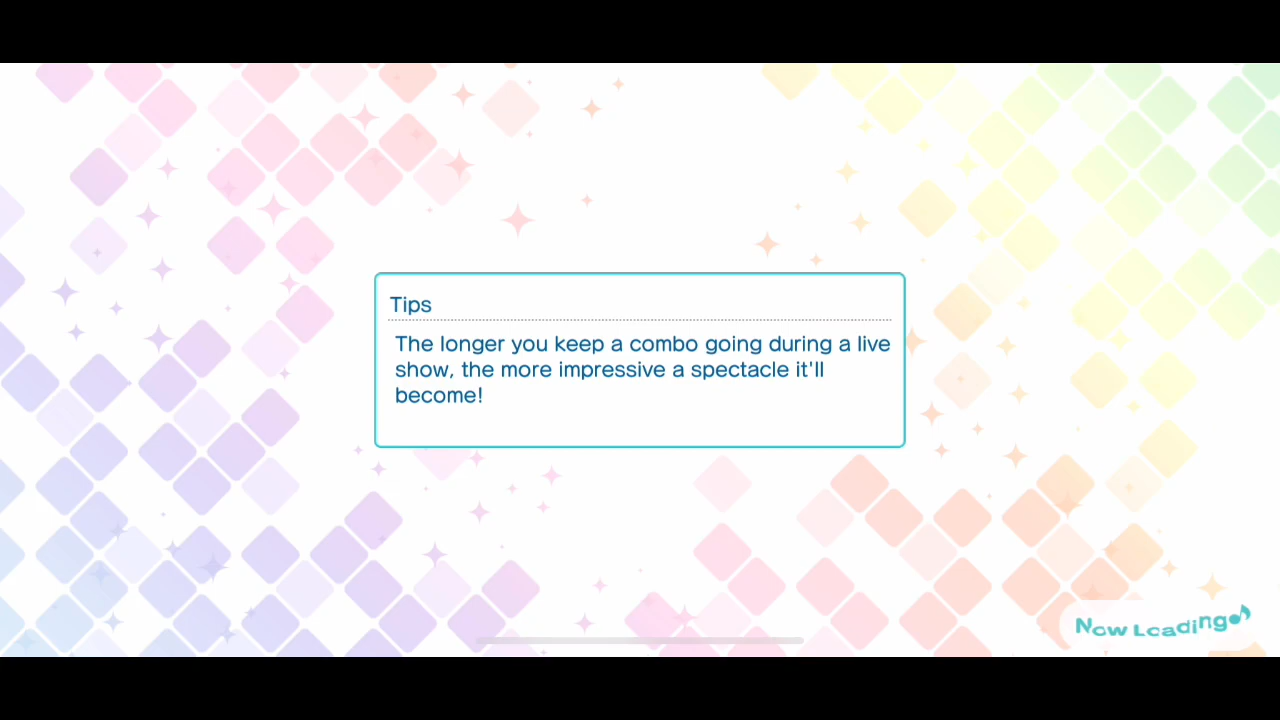 Tips
The longer you keep a combo going during a live
show, the more impressive a spectacle it'll
become!
Now Loading